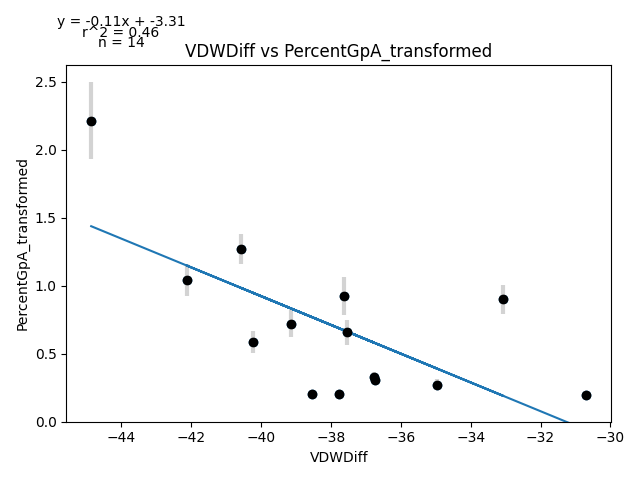 y = -0.11x + -3.31
r^2 = 0.46
n = 14
VDWDiff vs PercentGpA_transformed
PercentGpA_transformed
2.5
2.0
1.5
1.0
0.5
0.0
−44
−42
−40
−38
−36
−34
−32
−30
VDWDiff